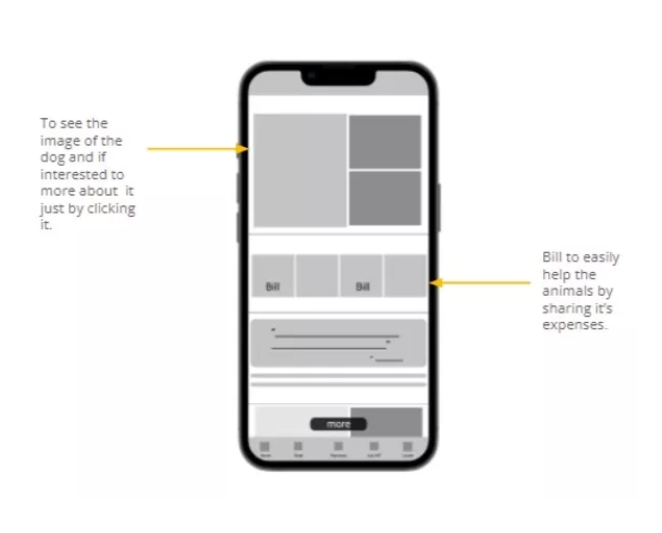 To see the
image of the
dog and if
interested to
more about it
just by clicking
it.
Bill
Bill
Bill to easily
help the
animals by
sharing it's
expenses.
more